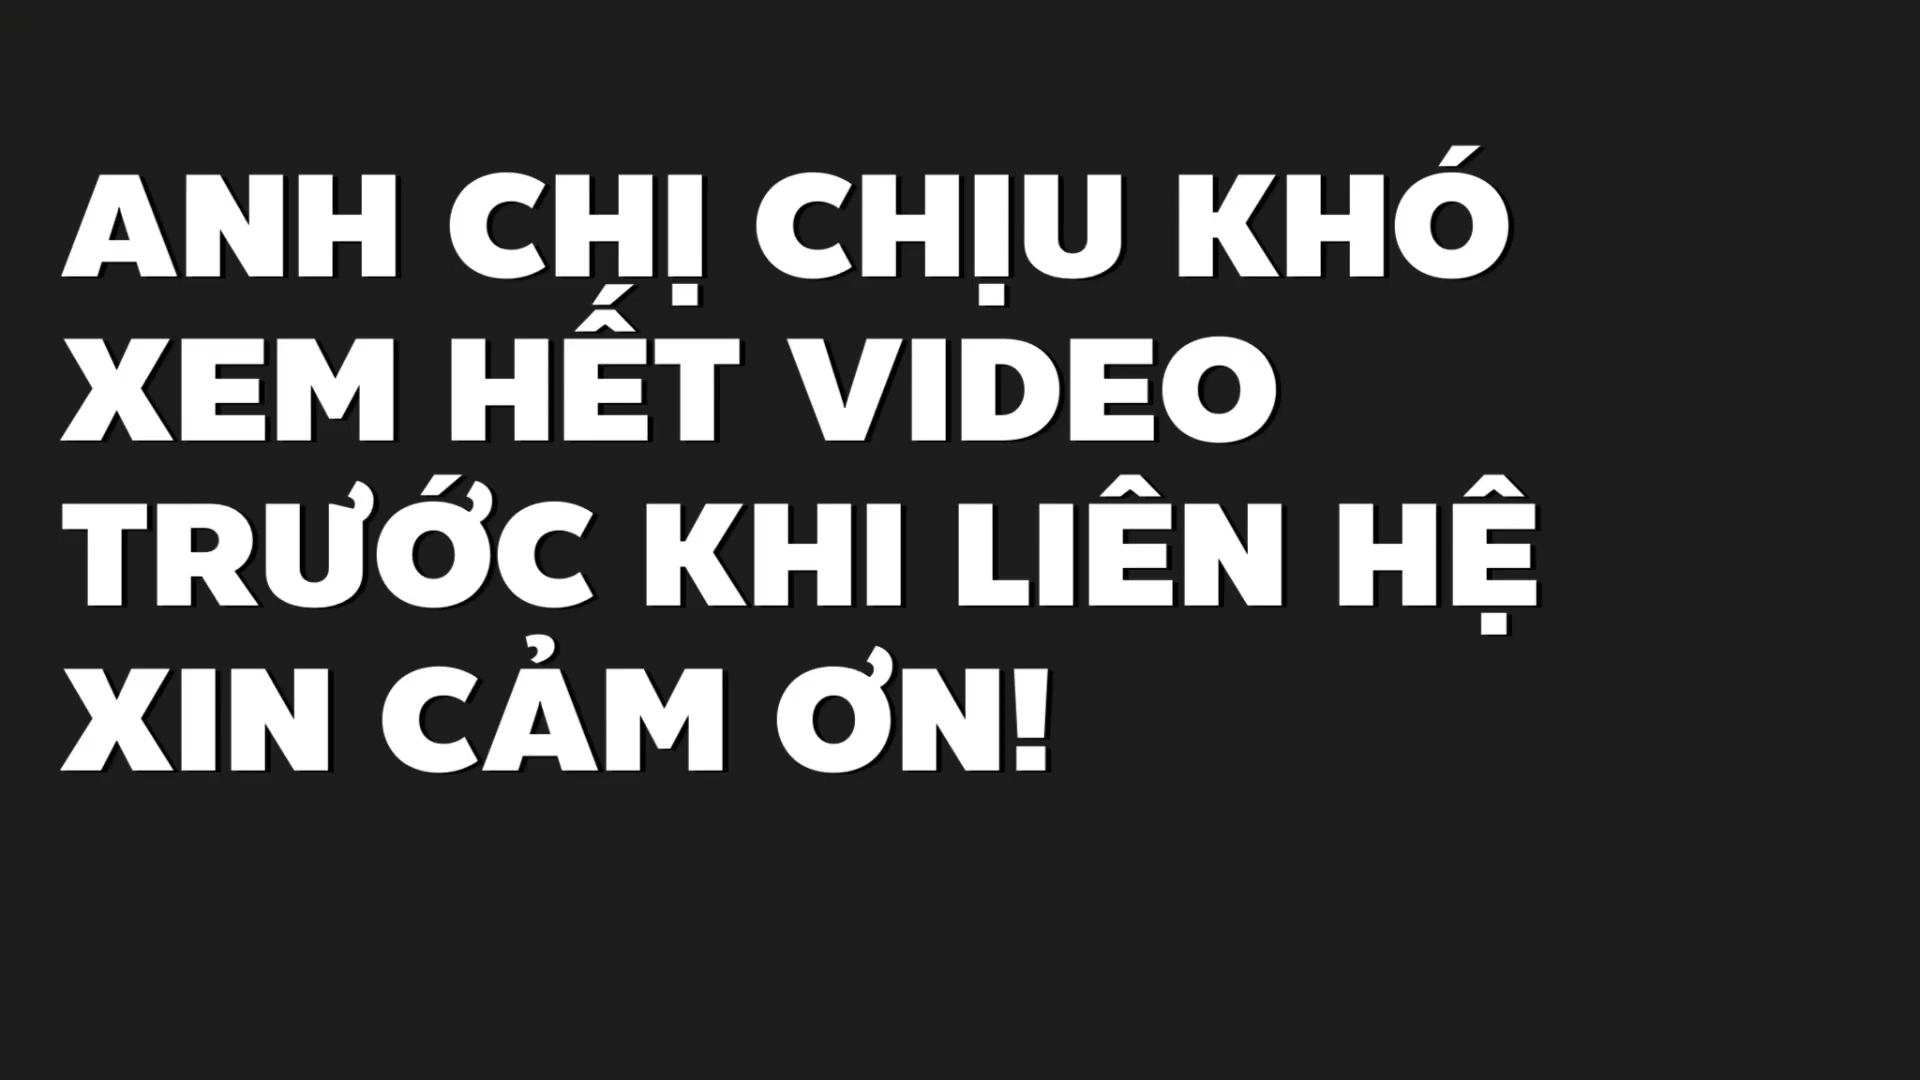 ANH CHỊ CHỊU KHÓ
XEM HẾT VIDEO
TRƯỚC KHI LIÊN HỆ
XIN CẢM ƠN!